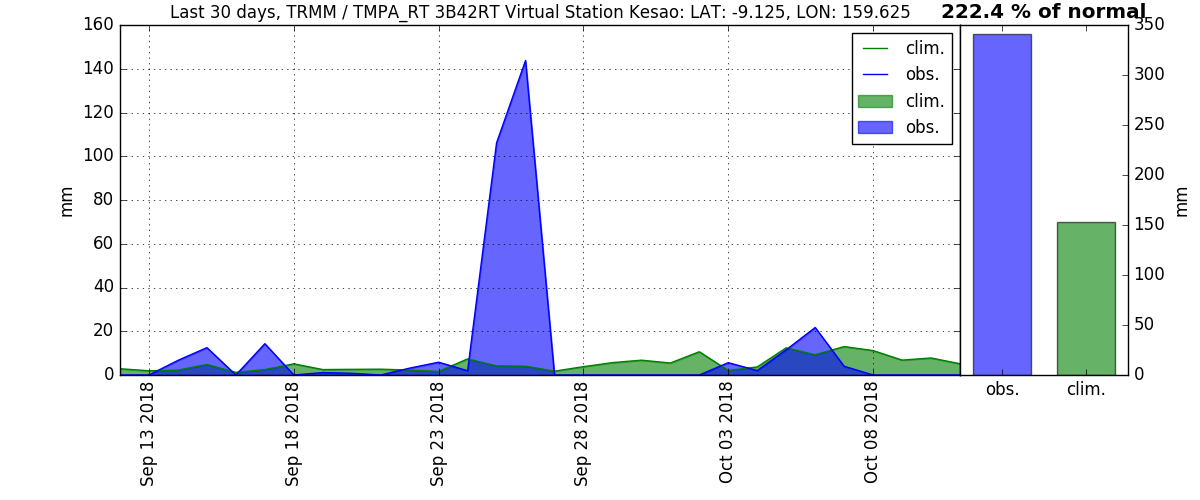 Last 30 days, TRMM / TMPA_RT 3B42RT Virtual Station Kesao: LAT: -9.125, LON: 159.625
222.4 % of normal
160
140
120
100
80
60
40
20
0
mm
clim.
obs.
clim.
obs.
350
300
250
200
150
100
50
0
mm
Sep 13 2018
Sep 18 2018
Sep 23 2018
Sep 28 2018
Oct 03 2018
Oct 08 2018
obs.
clim.